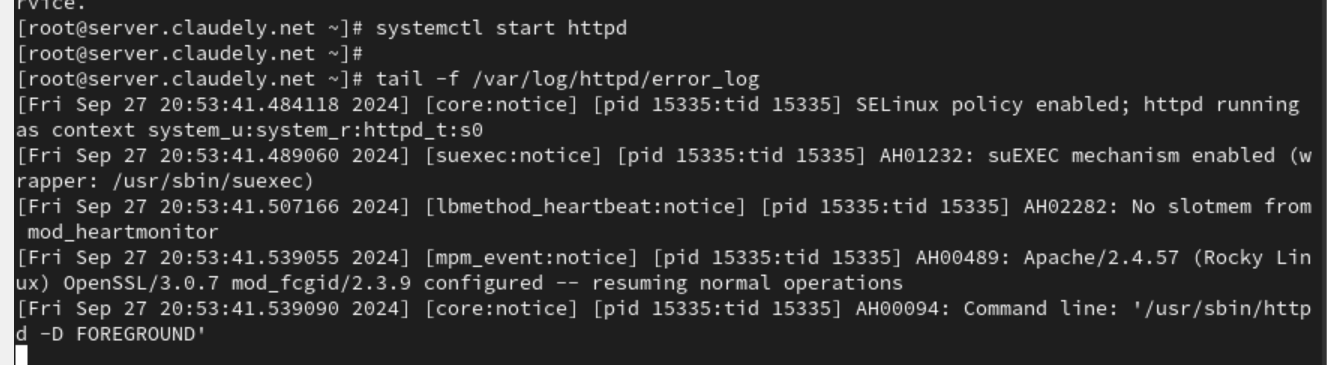 rvice.
[root@server.claudely.net ~]# systemctl start httpd
[root@server.claudely.net ~]#
[root@server.claudely.net ~]# tail -f /var/log/httpd/error_log
[Fri Sep 27 20:53:41.484118 2024] [core:notice] [pid 15335:tid 15335] SELinux policy enabled; httpd running
as context system_u:system_r:httpd_t:s0
[Fri Sep 27 20:53:41.489060 2024] [suexec:notice] [pid 15335:tid 15335] AH01232: suEXEC mechanism enabled (w
rapper: /usr/sbin/suexec)
[Fri Sep 27 20:53:41.507166 2024] [lbmethod_heartbeat:notice] [pid 15335:tid 15335] AH02282: No slotmem from
 mod_heartmonitor
[Fri Sep 27 20:53:41.539055 2024] [mpm_event:notice] [pid 15335:tid 15335] AH00489: Apache/2.4.57 (Rocky Lin
ux) OpenSSL/3.0.7 mod_fcgid/2.3.9 configured -- resuming normal operations
[Fri Sep 27 20:53:41.539090 2024] [core:notice] [pid 15335:tid 15335] AH00094: Command line: '/usr/sbin/http
d -D FOREGROUND'